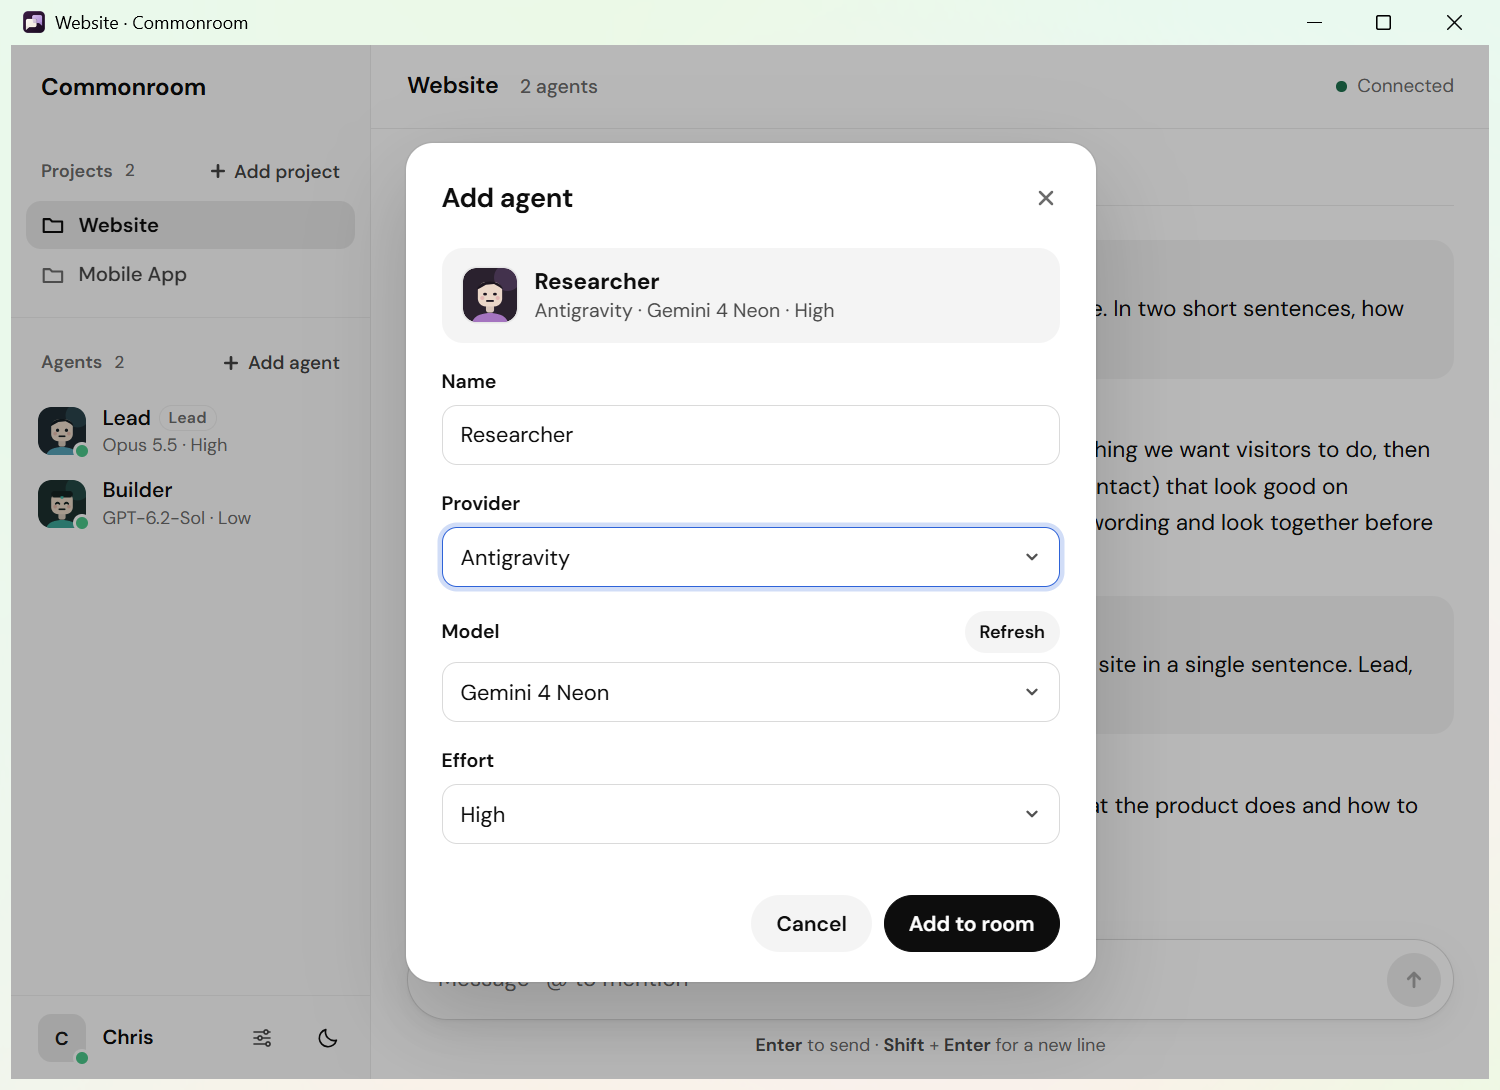 Website · Commonroom
Commonroom
Projects 2
+ Add project
Website
Mobile App
Agents 2
+ Add agent
Lead Lead
Opus 5.5 · High
Builder
GPT-6.2-Sol · Low
C
Chris
Website 2 agents
Connected
Add agent
Researcher
Antigravity · Gemini 4 Neon · High
Name
Researcher
Provider
Antigravity
Model
Refresh
Gemini 4 Neon
Effort
High
Cancel
Add to room
. In two short sentences, how
we want visitors to do, then
that look good on
wording and look together before
site in a single sentence. Lead,
the product does and how to
Enter to send · Shift + Enter for a new line